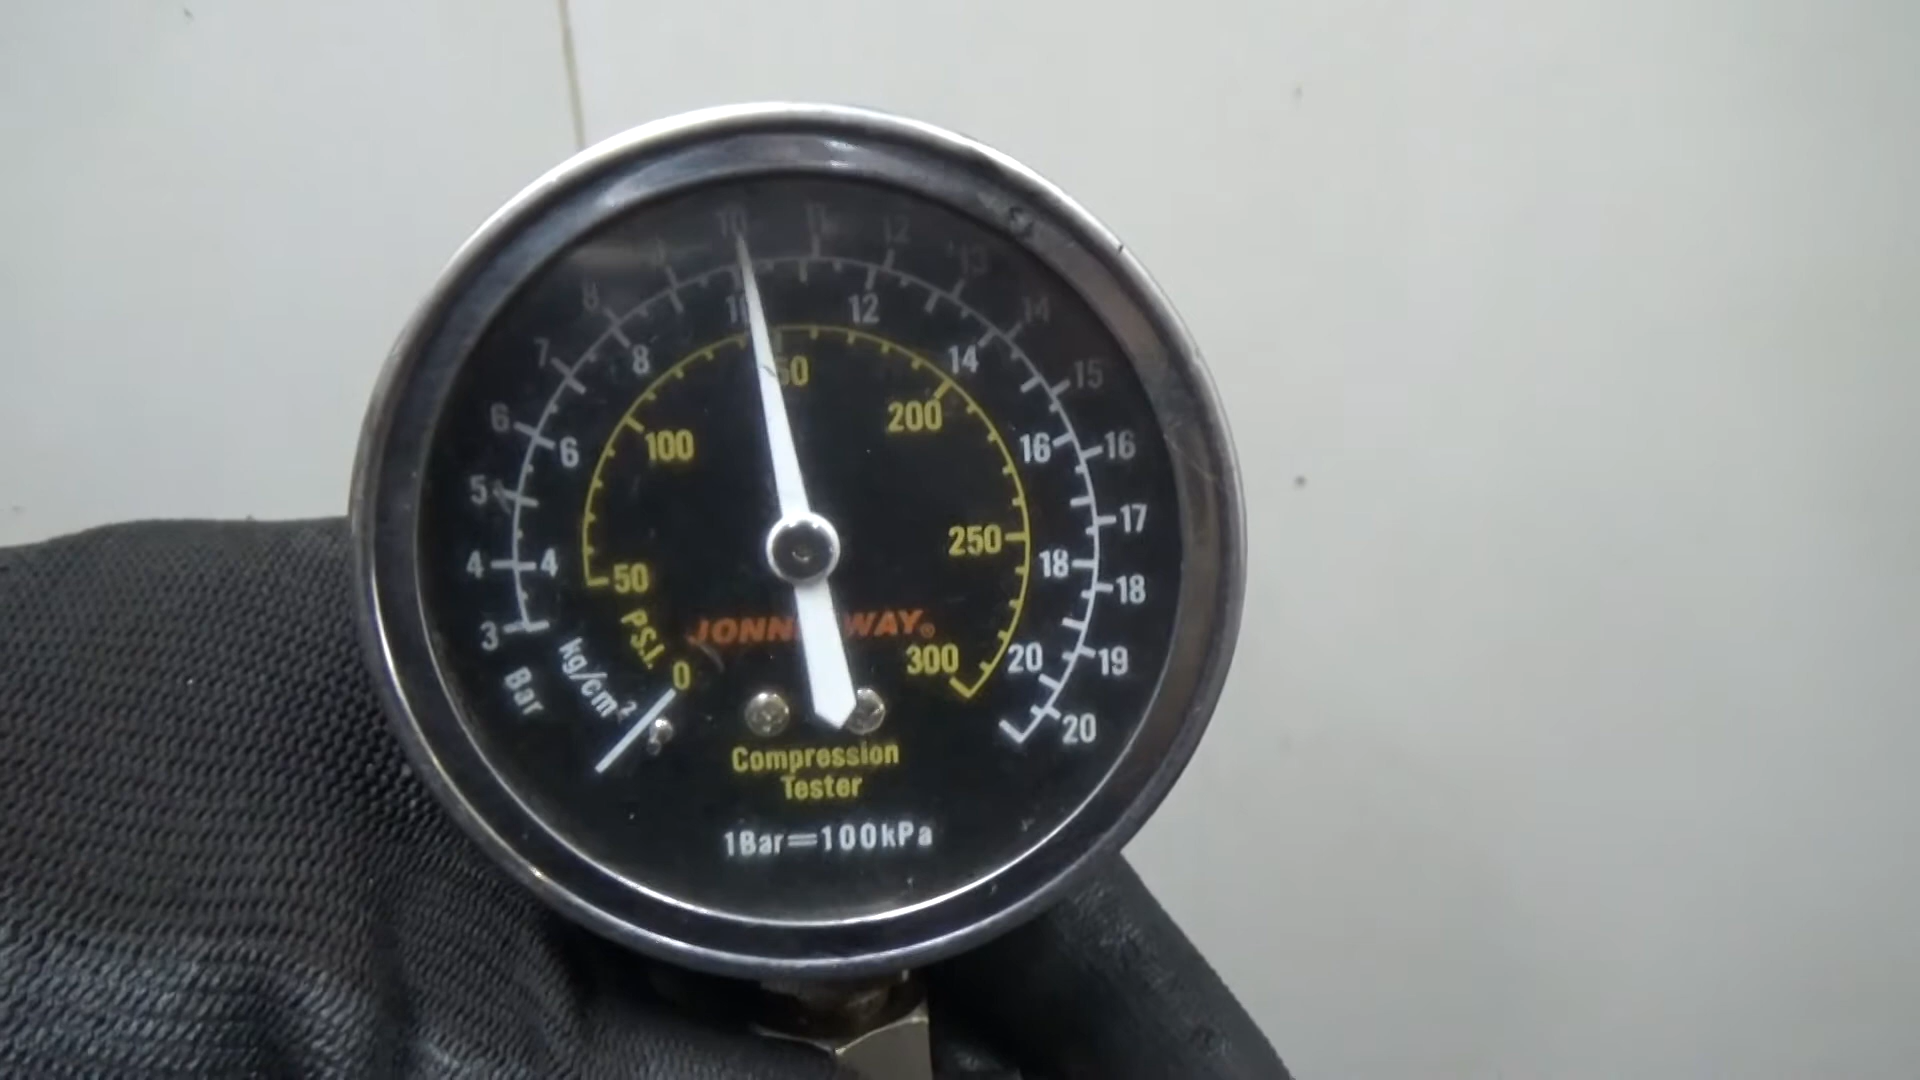 3 4 5 6 7 8 9 10 11 12 13 14 15 16 17 18 19 20
Bar
4 6 8 10 12 14 16 18 20
kg/cm²
0 50 100 200 250 300
P.S.I.
WAY®
Compression
Tester
1Bar=100kPa